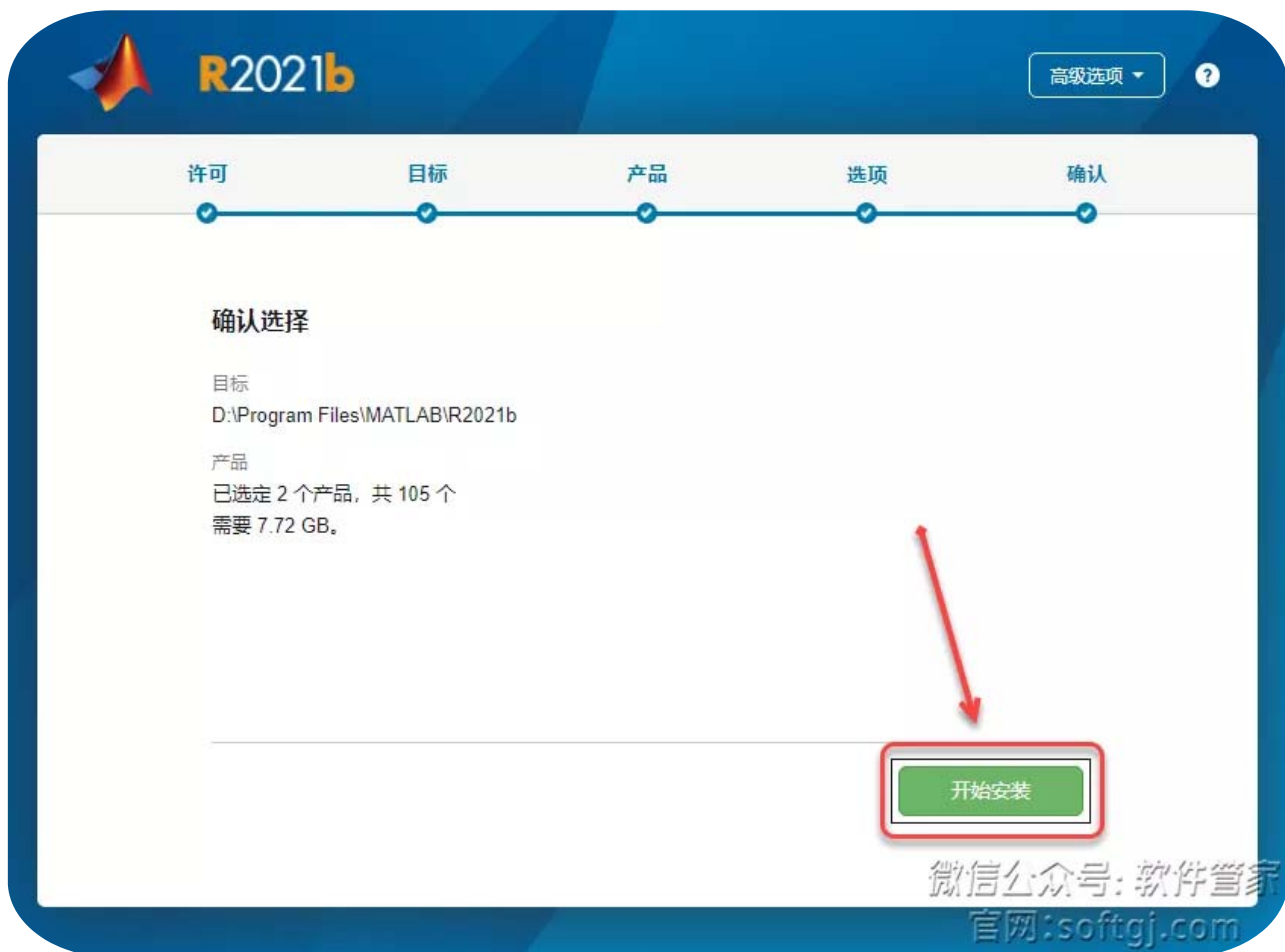 R2021b
高级选项
?
许可
目标
产品
选项
确认
确认选择
目标
D:\Program Files\MATLAB\R2021b
产品
已选定 2 个产品，共 105 个
需要 7.72 GB。
开始安装
微信公众号：软件管家
官网：softgj.com